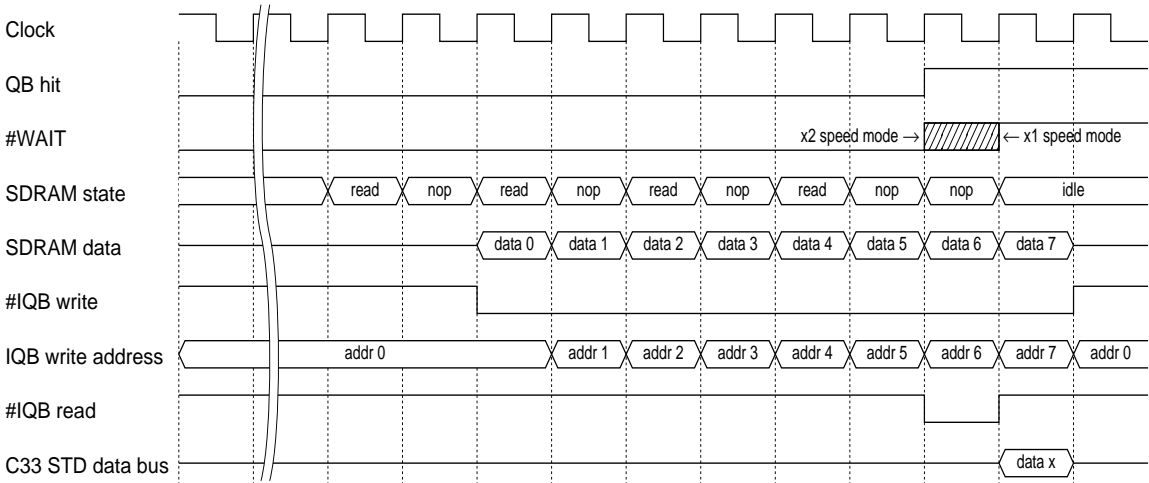 Clock
QB hit
#WAIT x2 speed mode → ← x1 speed mode
SDRAM state read nop read nop read nop read nop nop idle
SDRAM data data 0 data 1 data 2 data 3 data 4 data 5 data 6 data 7
#IQB write
IQB write address addr 0 addr 1 addr 2 addr 3 addr 4 addr 5 addr 6 addr 7 addr 0
#IQB read
C33 STD data bus data x